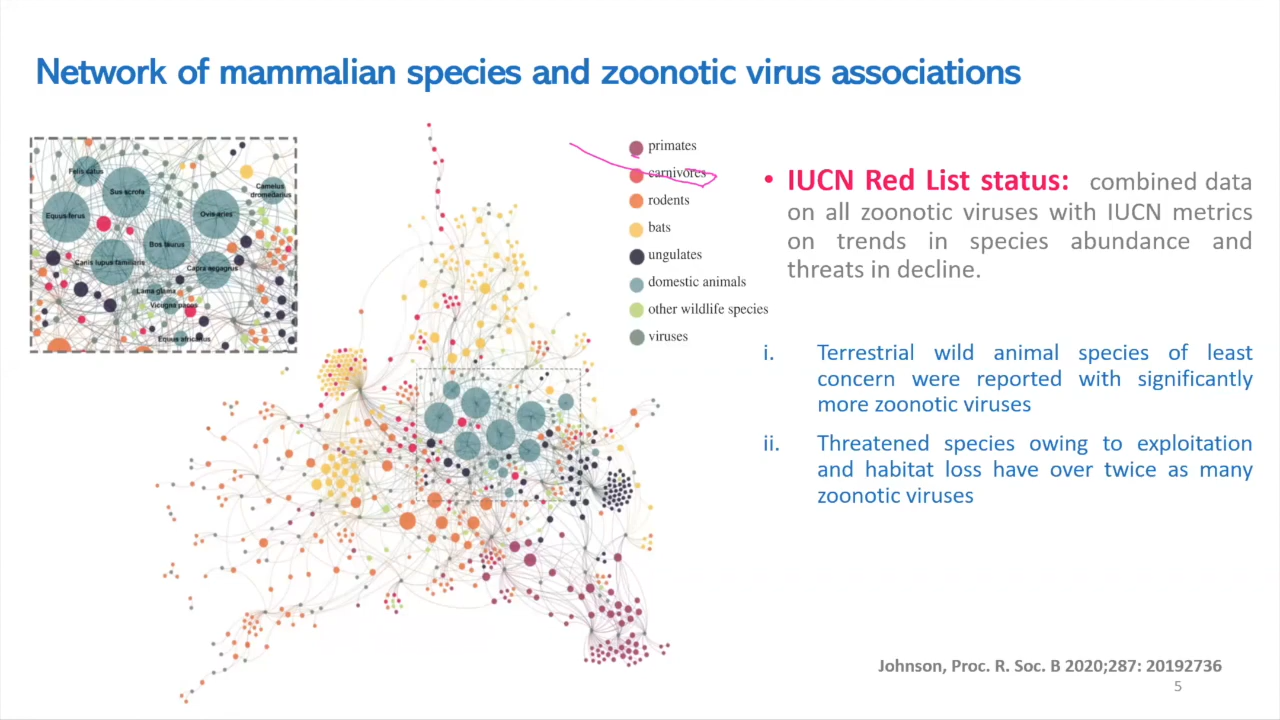 Network of mammalian species and zoonotic virus associations
Felis catus
Sus scrofa
Camelus
dromedarius
Equus ferus
Ovis aries
Bos taurus
Canis lupus familiaris
Capra aegagrus
Lama glama
Vicugna pacos
Equus africanus
primates
carnivores
rodents
bats
ungulates
domestic animals
other wildlife species
viruses
• IUCN Red List status: combined data
on all zoonotic viruses with IUCN metrics
on trends in species abundance and
threats in decline.
i. Terrestrial wild animal species of least
concern were reported with significantly
more zoonotic viruses
ii. Threatened species owing to exploitation
and habitat loss have over twice as many
zoonotic viruses
Johnson, Proc. R. Soc. B 2020;287: 20192736
5